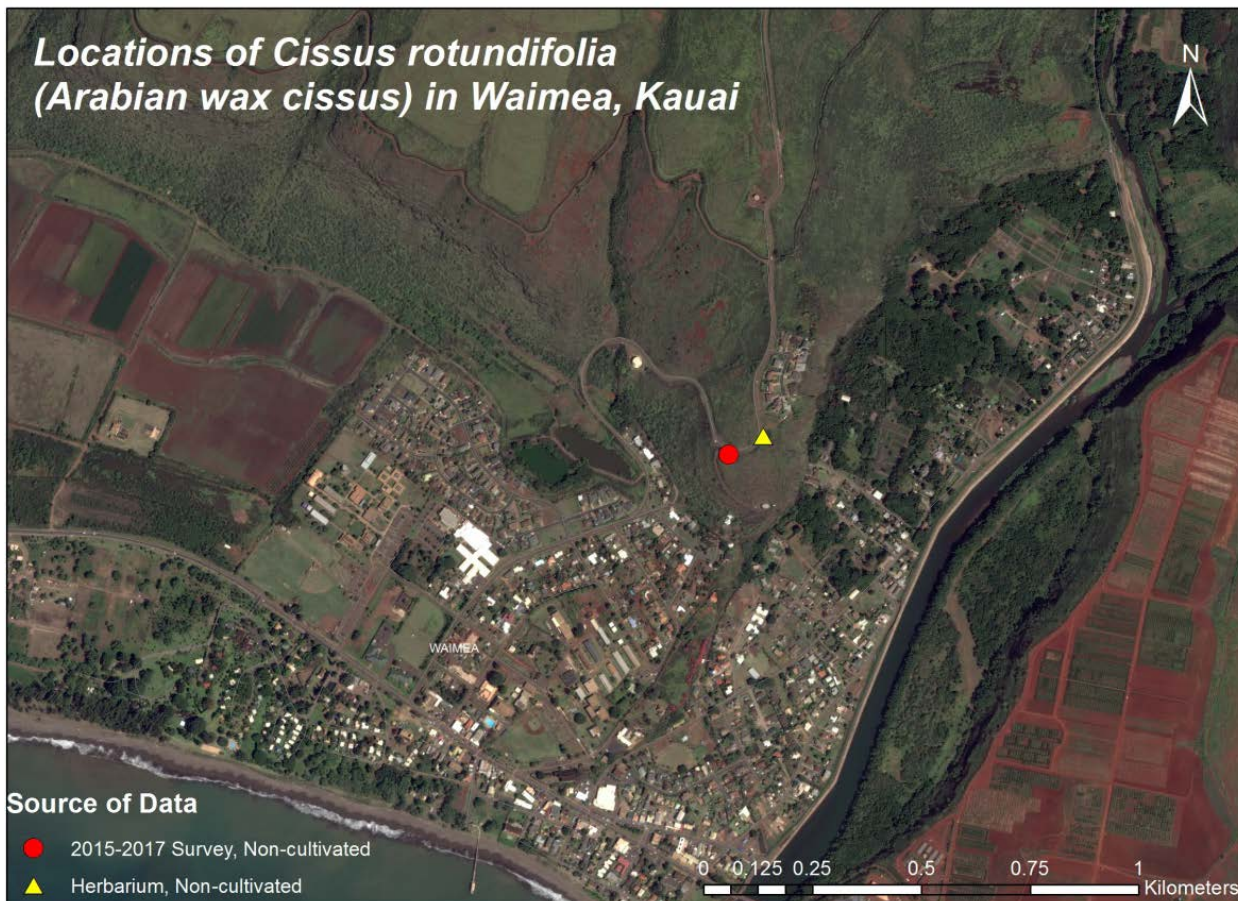 Locations of Cissus rotundifolia
(Arabian wax cissus) in Waimea, Kauai
N
WAIMEA
Source of Data
2015-2017 Survey, Non-cultivated
Herbarium, Non-cultivated
0 0.125 0.25 0.5 0.75 1
Kilometers